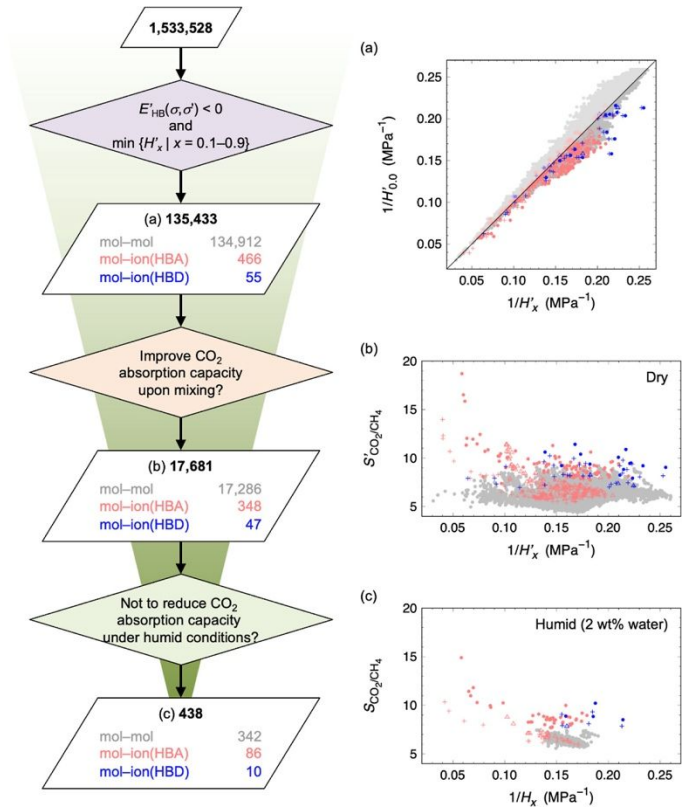 1,533,528
E'HB(σ,σ') < 0
and
min {H'x | x = 0.1–0.9}
(a) 135,433
mol–mol 134,912
mol–ion(HBA) 466
mol–ion(HBD) 55
Improve CO2
absorption capacity
upon mixing?
(b) 17,681
mol–mol 17,286
mol–ion(HBA) 348
mol–ion(HBD) 47
Not to reduce CO2
absorption capacity
under humid conditions?
(c) 438
mol–mol 342
mol–ion(HBA) 86
mol–ion(HBD) 10
(a)
1/H'0.0 (MPa−1)
0.25
0.20
0.15
0.10
0.05
0.05 0.10 0.15 0.20 0.25
1/H'x (MPa−1)
(b)
Dry
S'CO2/CH4
20
15
10
5
0.05 0.10 0.15 0.20 0.25
1/H'x (MPa−1)
(c)
Humid (2 wt% water)
SCO2/CH4
20
15
10
5
0.05 0.10 0.15 0.20 0.25
1/Hx (MPa−1)